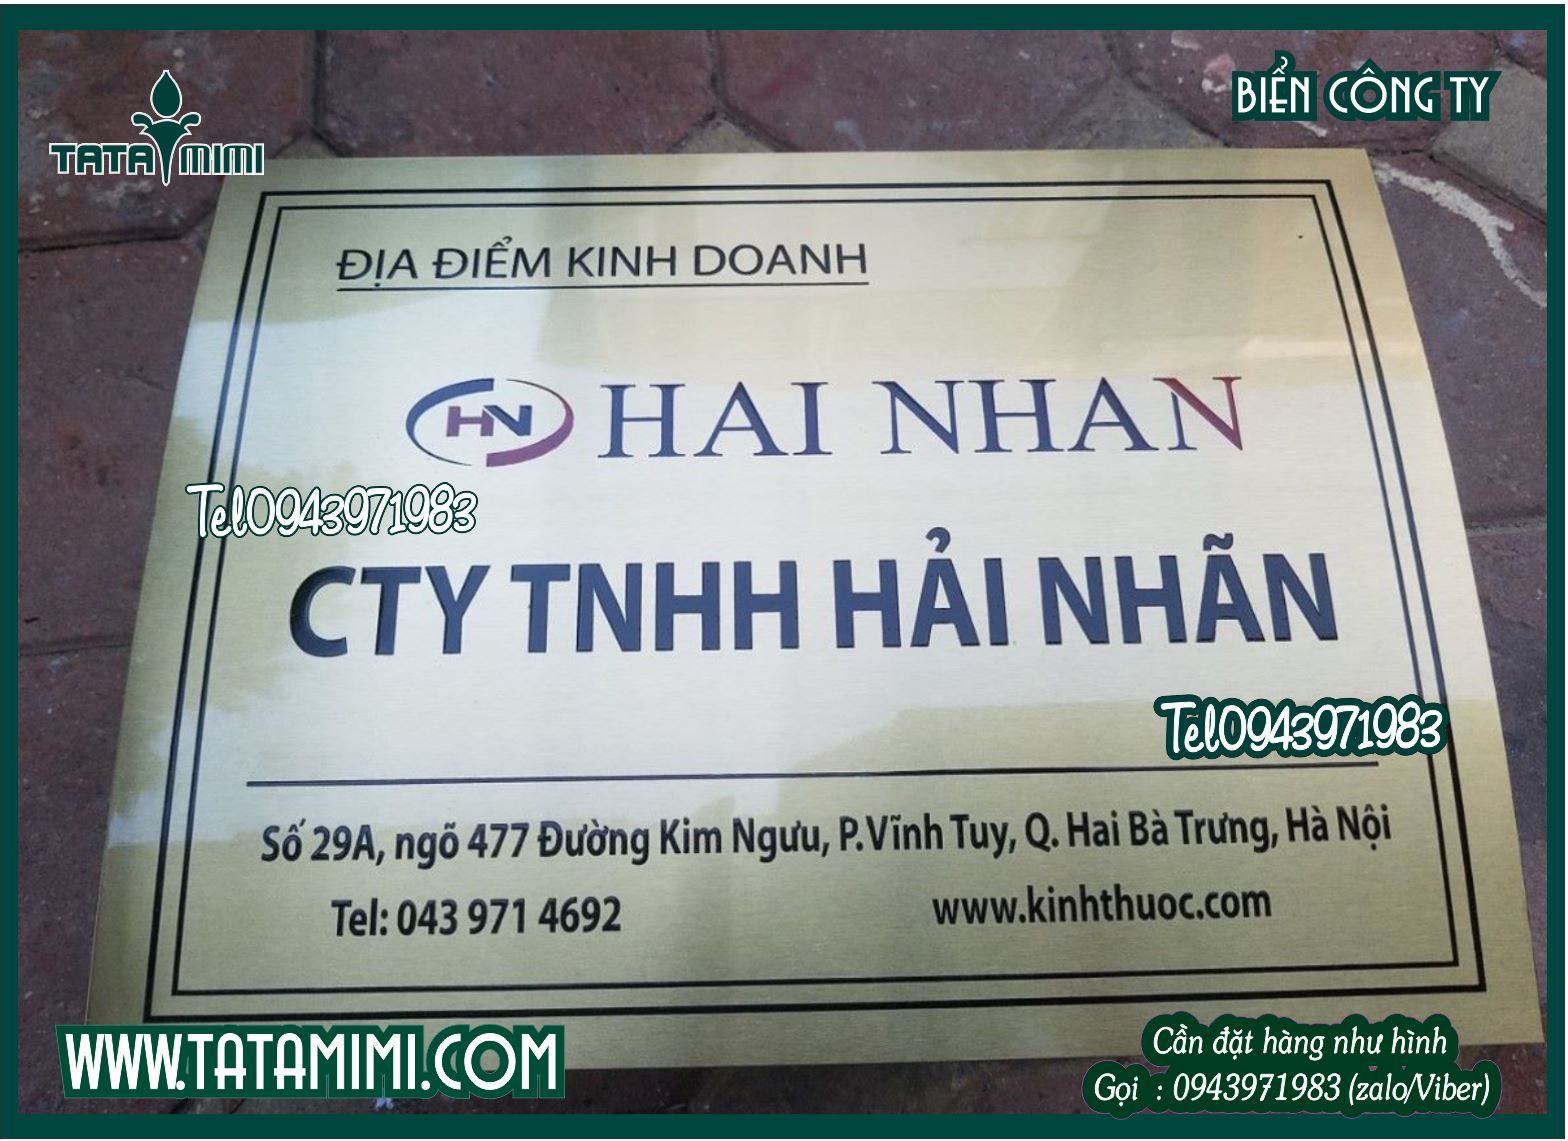 BIỂN CÔNG TY
TATA MIMI
ĐỊA ĐIỂM KINH DOANH
HN HAI NHAN
Tel0943971983
CTY TNHH HẢI NHÃN
Tel0943971983
Số 29A, ngõ 477 Đường Kim Ngưu, P.Vĩnh Tuy, Q. Hai Bà Trưng, Hà Nội
Tel: 043 971 4692
www.kinhthuoc.com
WWW.TATAMIMI.COM
Cần đặt hàng như hình
Gọi : 0943971983 (zalo/Viber)